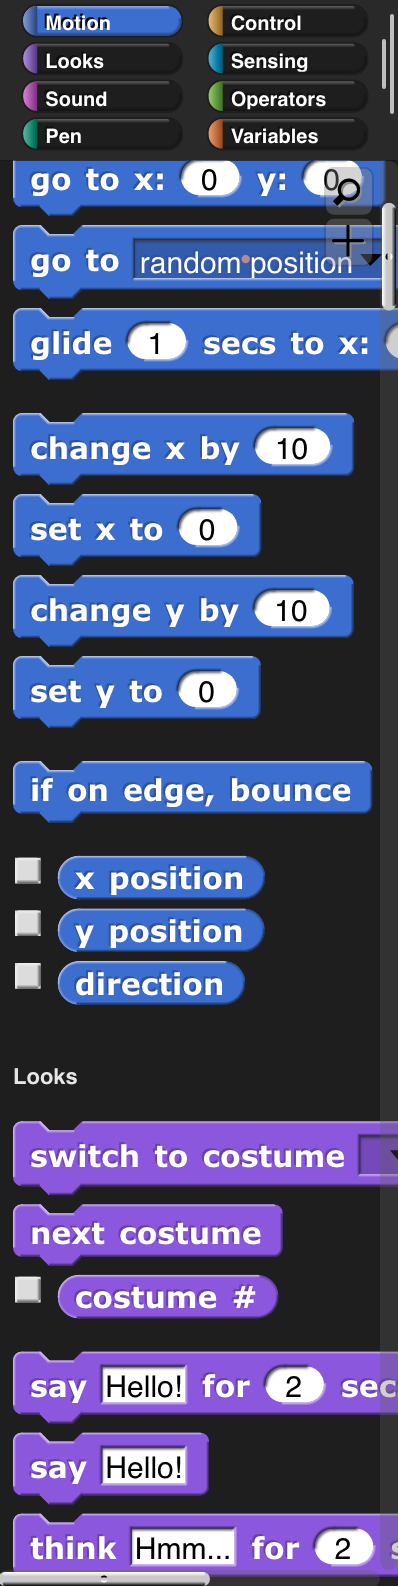 Motion Control
Looks Sensing
Sound Operators
Pen Variables
go to x: 0 y: 0
go to random position
glide 1 secs to x:
change x by 10
set x to 0
change y by 10
set y to 0
if on edge, bounce
x position
y position
direction
Looks
switch to costume
next costume
costume #
say Hello! for 2 sec
say Hello!
think Hmm... for 2 s